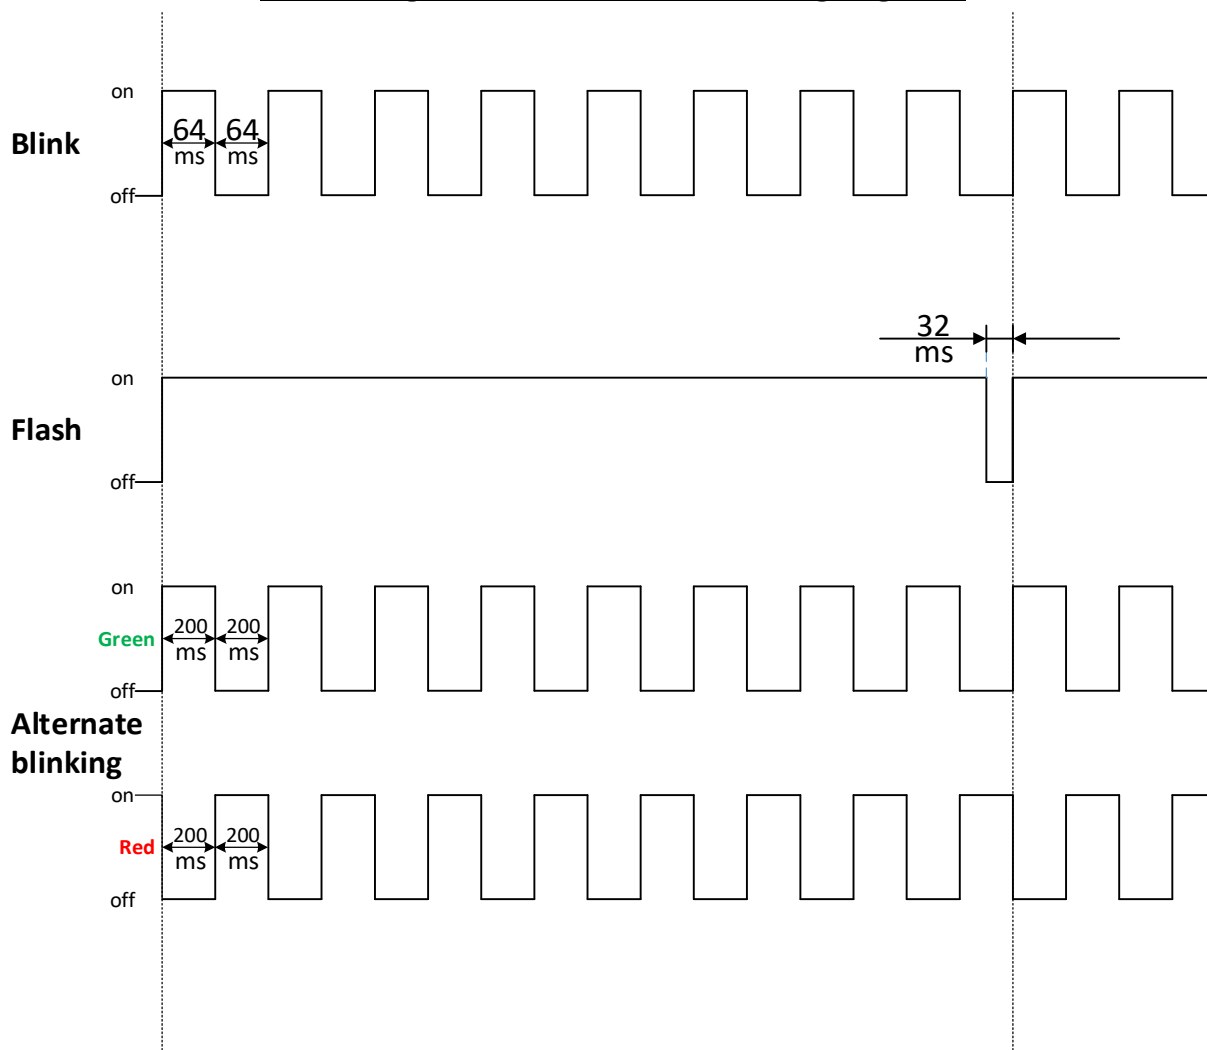 on
Blink
64 64
ms ms
off
32
ms
on
Flash
off
on
Green
200 200
ms ms
off
Alternate
blinking
on
Red
200 200
ms ms
off